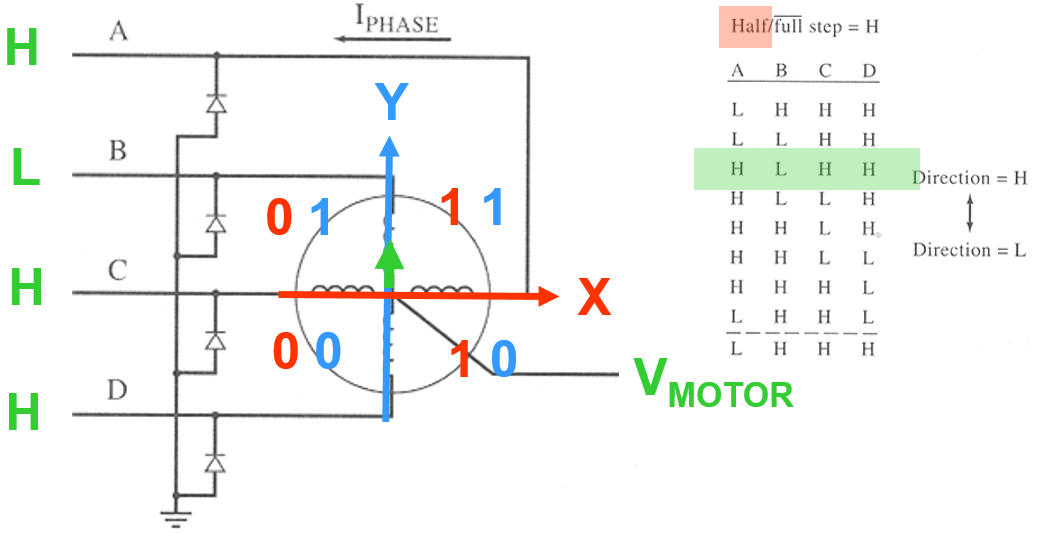 I PHASE
H A
Y
L B
0 1 1 1
H C
X
0 0 1 0
H D
V MOTOR
Half/full step = H
A B C D
L H H H
L L H H
H L H H
H L L H
H H L H
H H L L
H H H L
L H H L
L H H H
Direction = H
Direction = L